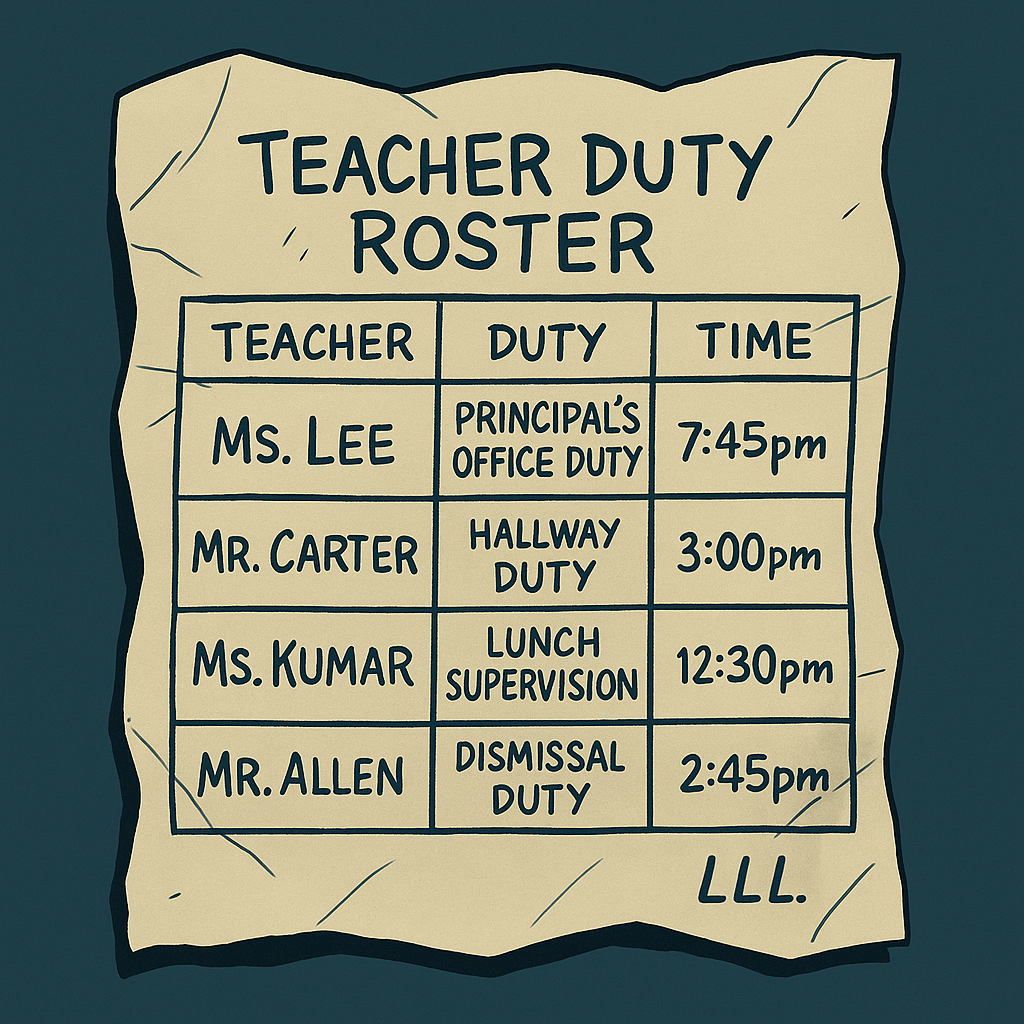 TEACHER DUTY
ROSTER
TEACHER DUTY TIME
MS. LEE PRINCIPAL'S OFFICE DUTY 7:45pm
MR. CARTER HALLWAY DUTY 3:00pm
MS. KUMAR LUNCH SUPERVISION 12:30pm
MR. ALLEN DISMISSAL DUTY 2:45pm
LLL.